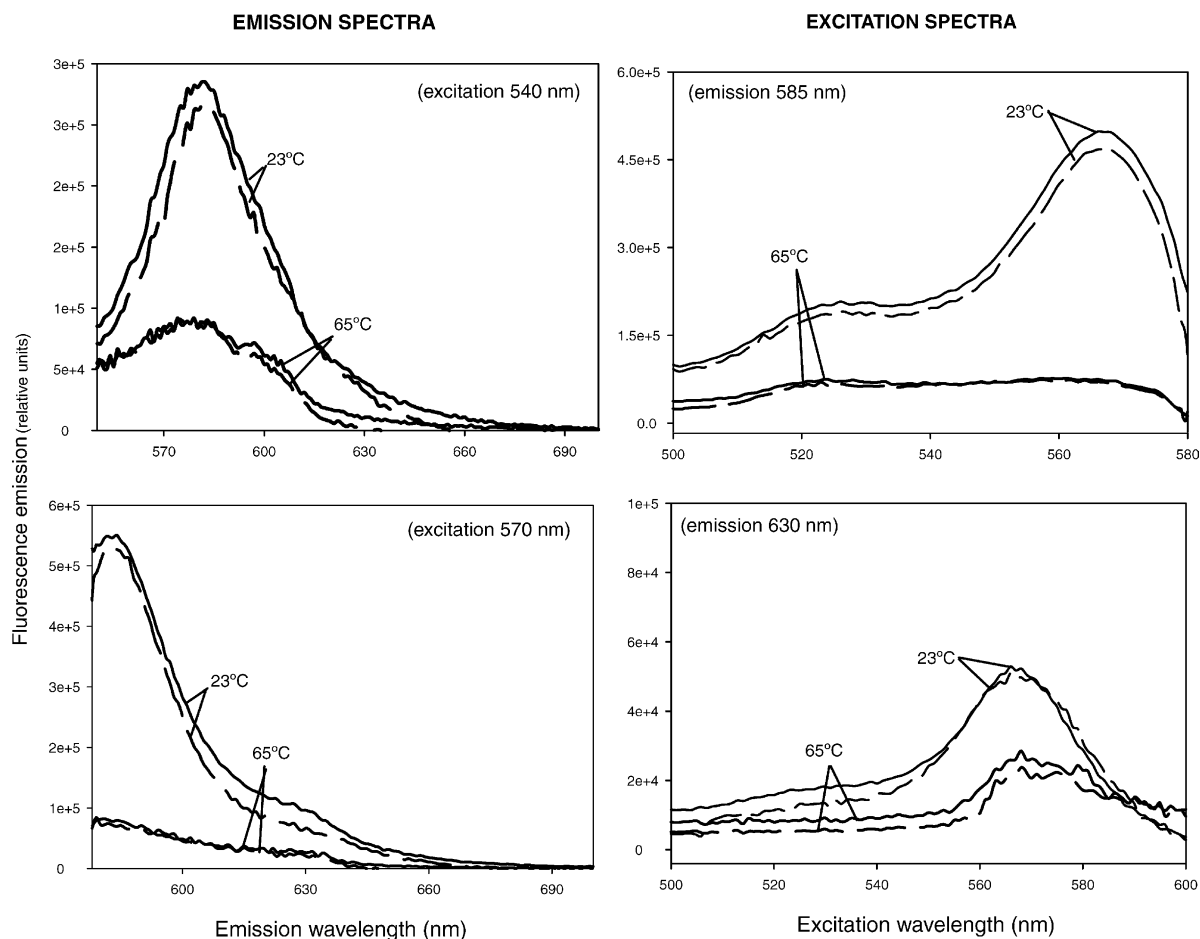 EMISSION SPECTRA
EXCITATION SPECTRA
Fluorescence emission (relative units)
3e+5
3e+5
2e+5
2e+5
1e+5
5e+4
0
(excitation 540 nm)
23°C
65°C
570 600 630 660 690
6.0e+5
4.5e+5
3.0e+5
1.5e+5
0.0
(emission 585 nm)
23°C
65°C
500 520 540 560 580
6e+5
5e+5
4e+5
3e+5
2e+5
1e+5
0
(excitation 570 nm)
23°C
65°C
600 630 660 690
Emission wavelength (nm)
1e+5
8e+4
6e+4
4e+4
2e+4
0
(emission 630 nm)
23°C
65°C
500 520 540 560 580 600
Excitation wavelength (nm)